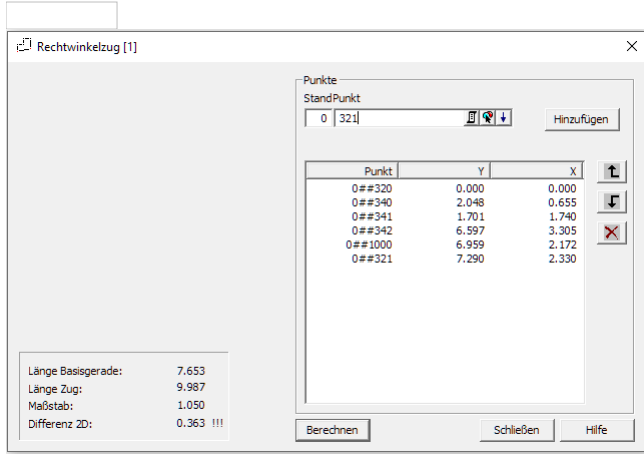 Rechtwinkelzug [1]
Punkte
StandPunkt
0 321
Hinzufügen
Punkt Y X
0##320 0.000 0.000
0##340 2.048 0.655
0##341 1.701 1.740
0##342 6.597 3.305
0##1000 6.959 2.172
0##321 7.290 2.330
Länge Basisgerade: 7.653
Länge Zug: 9.987
Maßstab: 1.050
Differenz 2D: 0.363 !!!
Berechnen Schließen Hilfe